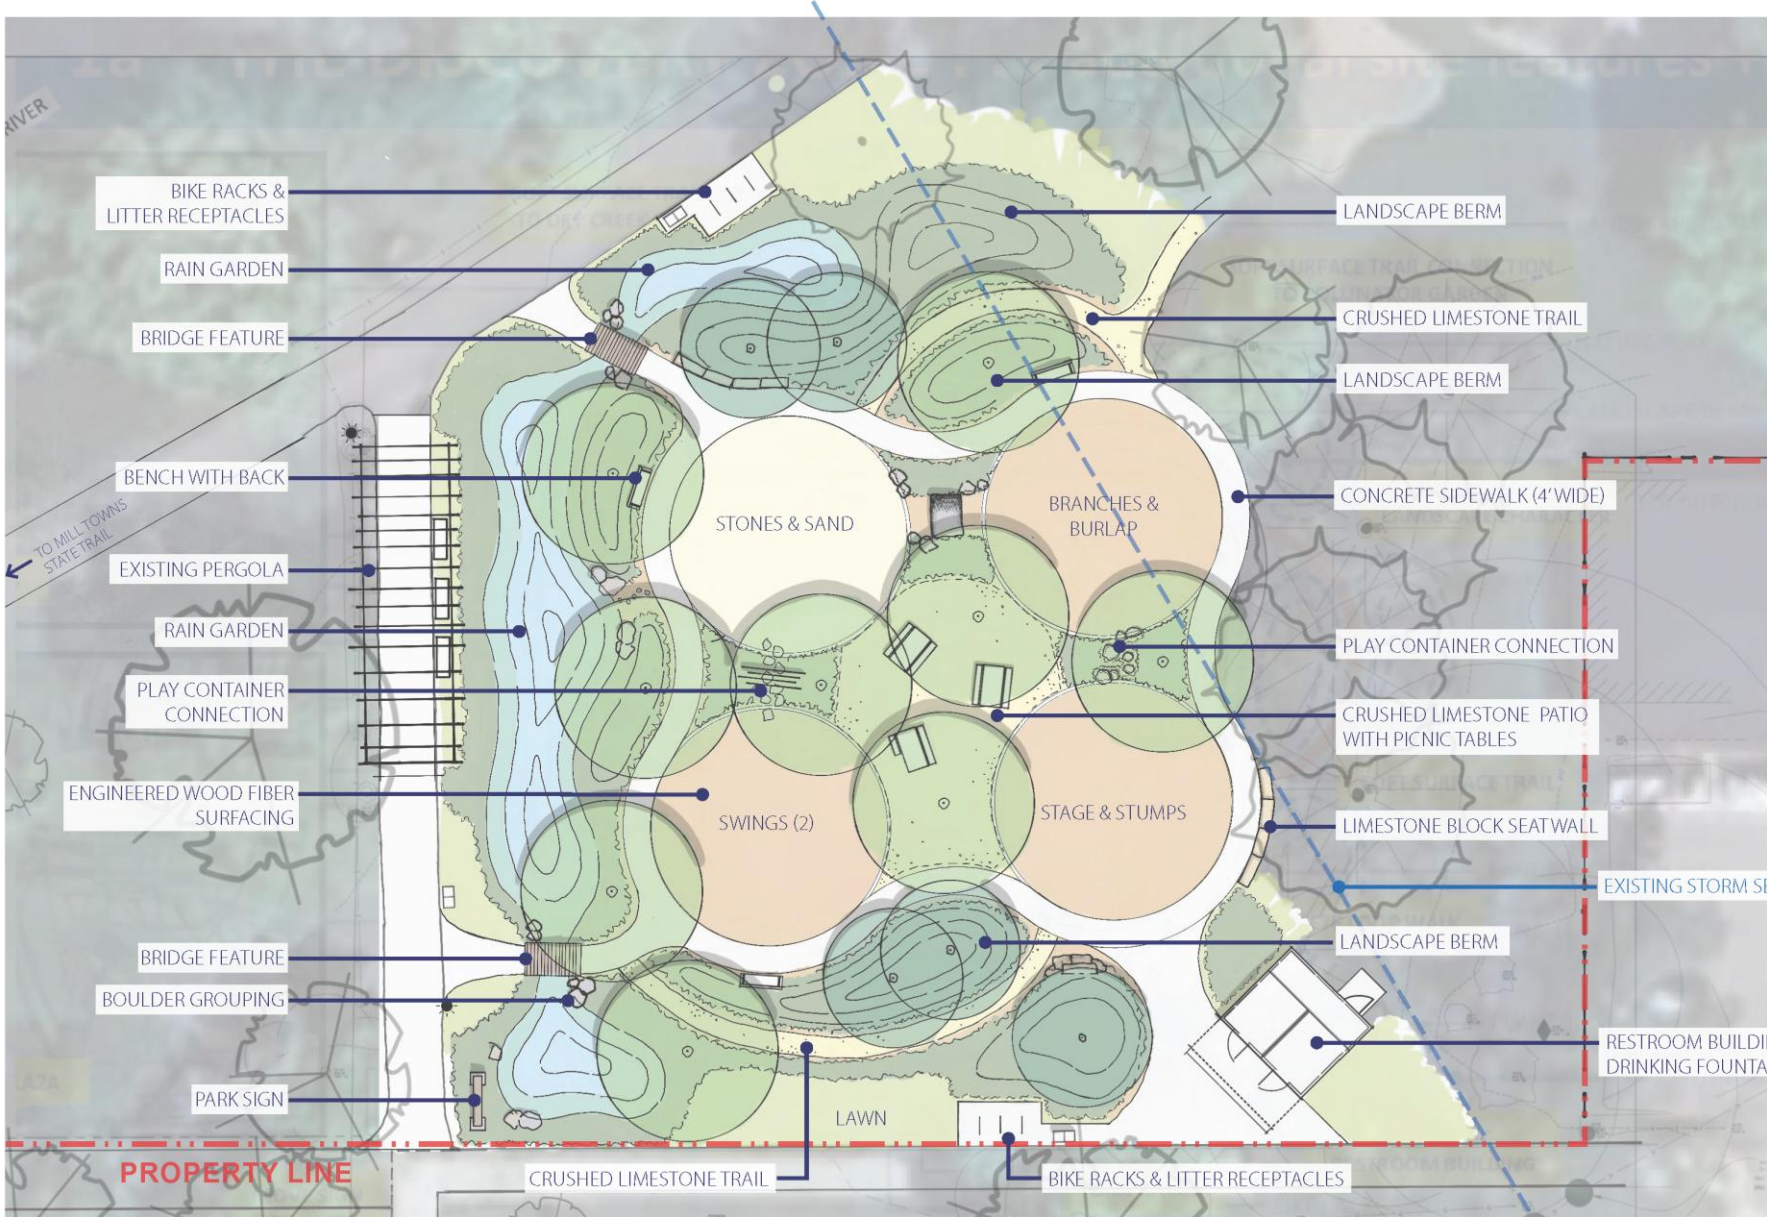 RIVER
BIKE RACKS &
LITTER RECEPTACLES
RAIN GARDEN
BRIDGE FEATURE
BENCH WITH BACK
TO MILL TOWNS
STATE TRAIL
EXISTING PERGOLA
RAIN GARDEN
PLAY CONTAINER
CONNECTION
ENGINEERED WOOD FIBER
SURFACING
BRIDGE FEATURE
BOULDER GROUPING
PARK SIGN
PROPERTY LINE
CRUSHED LIMESTONE TRAIL
STONES & SAND
BRANCHES &
BURLAP
SWINGS (2)
STAGE & STUMPS
LAWN
LANDSCAPE BERM
CRUSHED LIMESTONE TRAIL
LANDSCAPE BERM
CONCRETE SIDEWALK (4' WIDE)
PLAY CONTAINER CONNECTION
CRUSHED LIMESTONE PATIO
WITH PICNIC TABLES
LIMESTONE BLOCK SEATWALL
EXISTING STORM SE
LANDSCAPE BERM
RESTROOM BUILDI
DRINKING FOUNTA
BIKE RACKS & LITTER RECEPTACLES
RESTROOM BUILDING